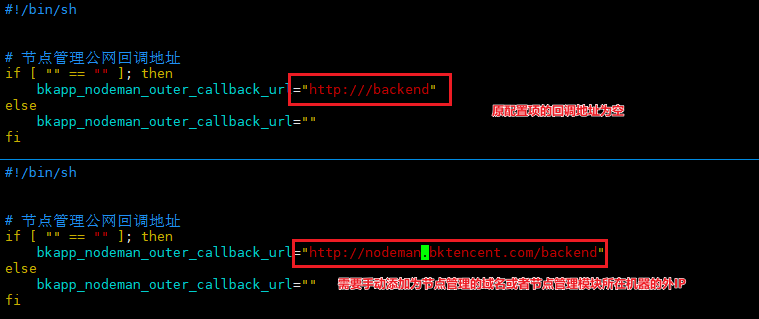 #!/bin/sh
# 节点管理公网回调地址
if [ "" == "" ]; then
    bkapp_nodeman_outer_callback_url="http:///backend"
else
    bkapp_nodeman_outer_callback_url=""
fi
原配置项的回调地址为空
#!/bin/sh
# 节点管理公网回调地址
if [ "" == "" ]; then
    bkapp_nodeman_outer_callback_url="http://nodeman.bktencent.com/backend"
else
    bkapp_nodeman_outer_callback_url=""
fi
需要手动添加为节点管理的域名或者节点管理模块所在机器的外IP